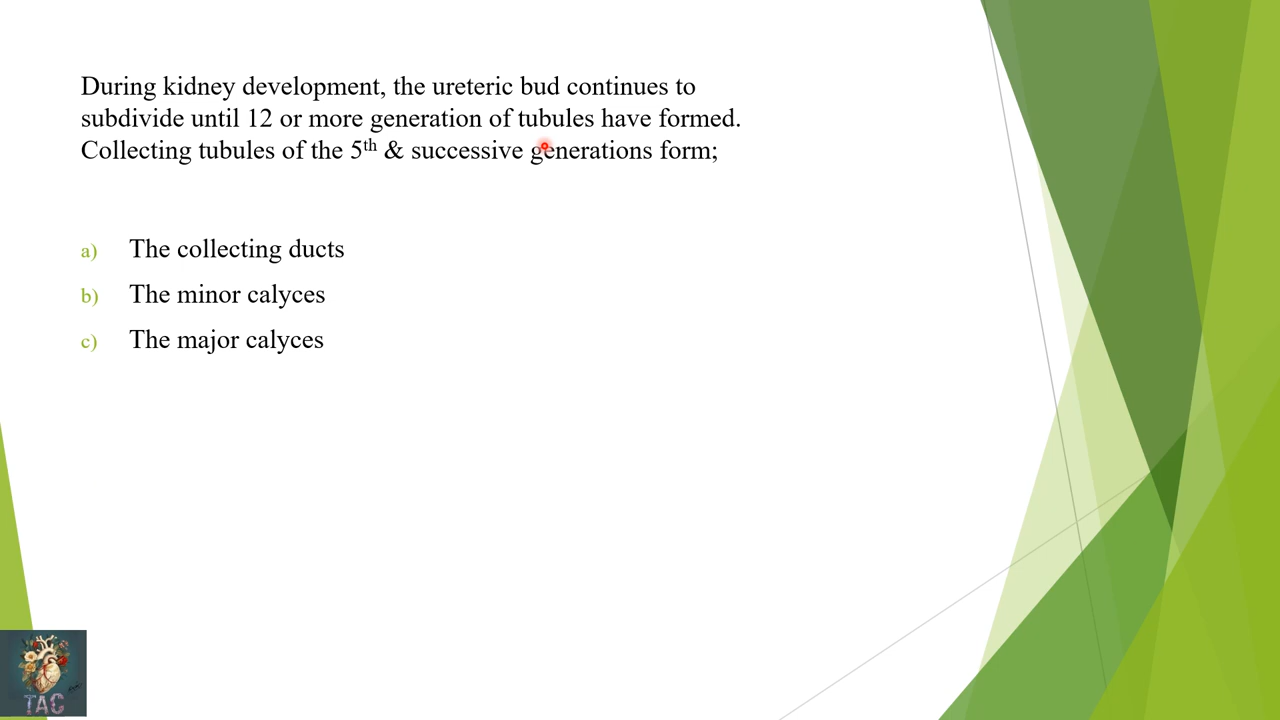 During kidney development, the ureteric bud continues to
subdivide until 12 or more generation of tubules have formed.
Collecting tubules of the 5th & successive generations form;
a) The collecting ducts
b) The minor calyces
c) The major calyces
TAC